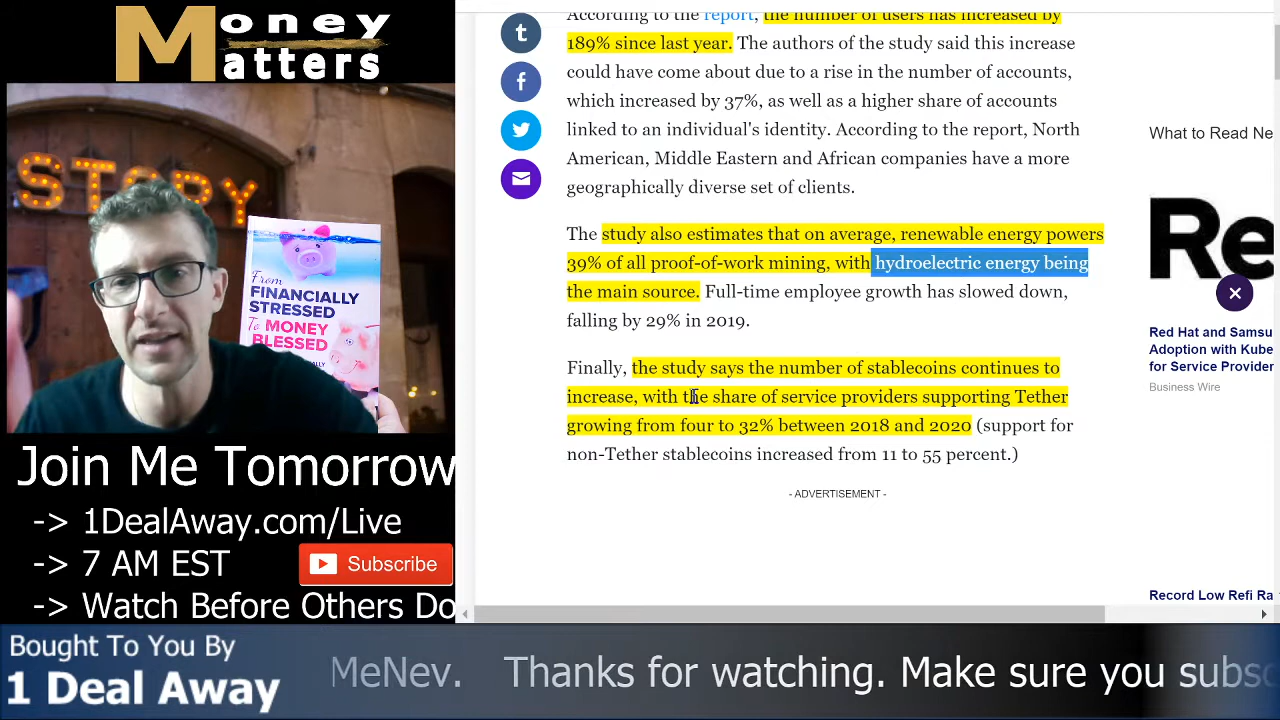 Money
Matters
STORY
From
FINANCIALLY
STRESSED
To MONEY
BLESSED
Join Me Tomorrow
-> 1DealAway.com/Live
-> 7 AM EST
Subscribe
-> Watch Before Others Do
According to the report, the number of users has increased by
189% since last year. The authors of the study said this increase
could have come about due to a rise in the number of accounts,
which increased by 37%, as well as a higher share of accounts
linked to an individual's identity. According to the report, North
American, Middle Eastern and African companies have a more
geographically diverse set of clients.
The study also estimates that on average, renewable energy powers
39% of all proof-of-work mining, with hydroelectric energy being
the main source. Full-time employee growth has slowed down,
falling by 29% in 2019.
Finally, the study says the number of stablecoins continues to
increase, with the share of service providers supporting Tether
growing from four to 32% between 2018 and 2020 (support for
non-Tether stablecoins increased from 11 to 55 percent.)
- ADVERTISEMENT -
What to Read Ne
Re
Red Hat and Samsu
Adoption with Kube
for Service Provider
Business Wire
Record Low Refi Ra
Bought To You By
1 Deal Away
MeNev. Thanks for watching. Make sure you subsc